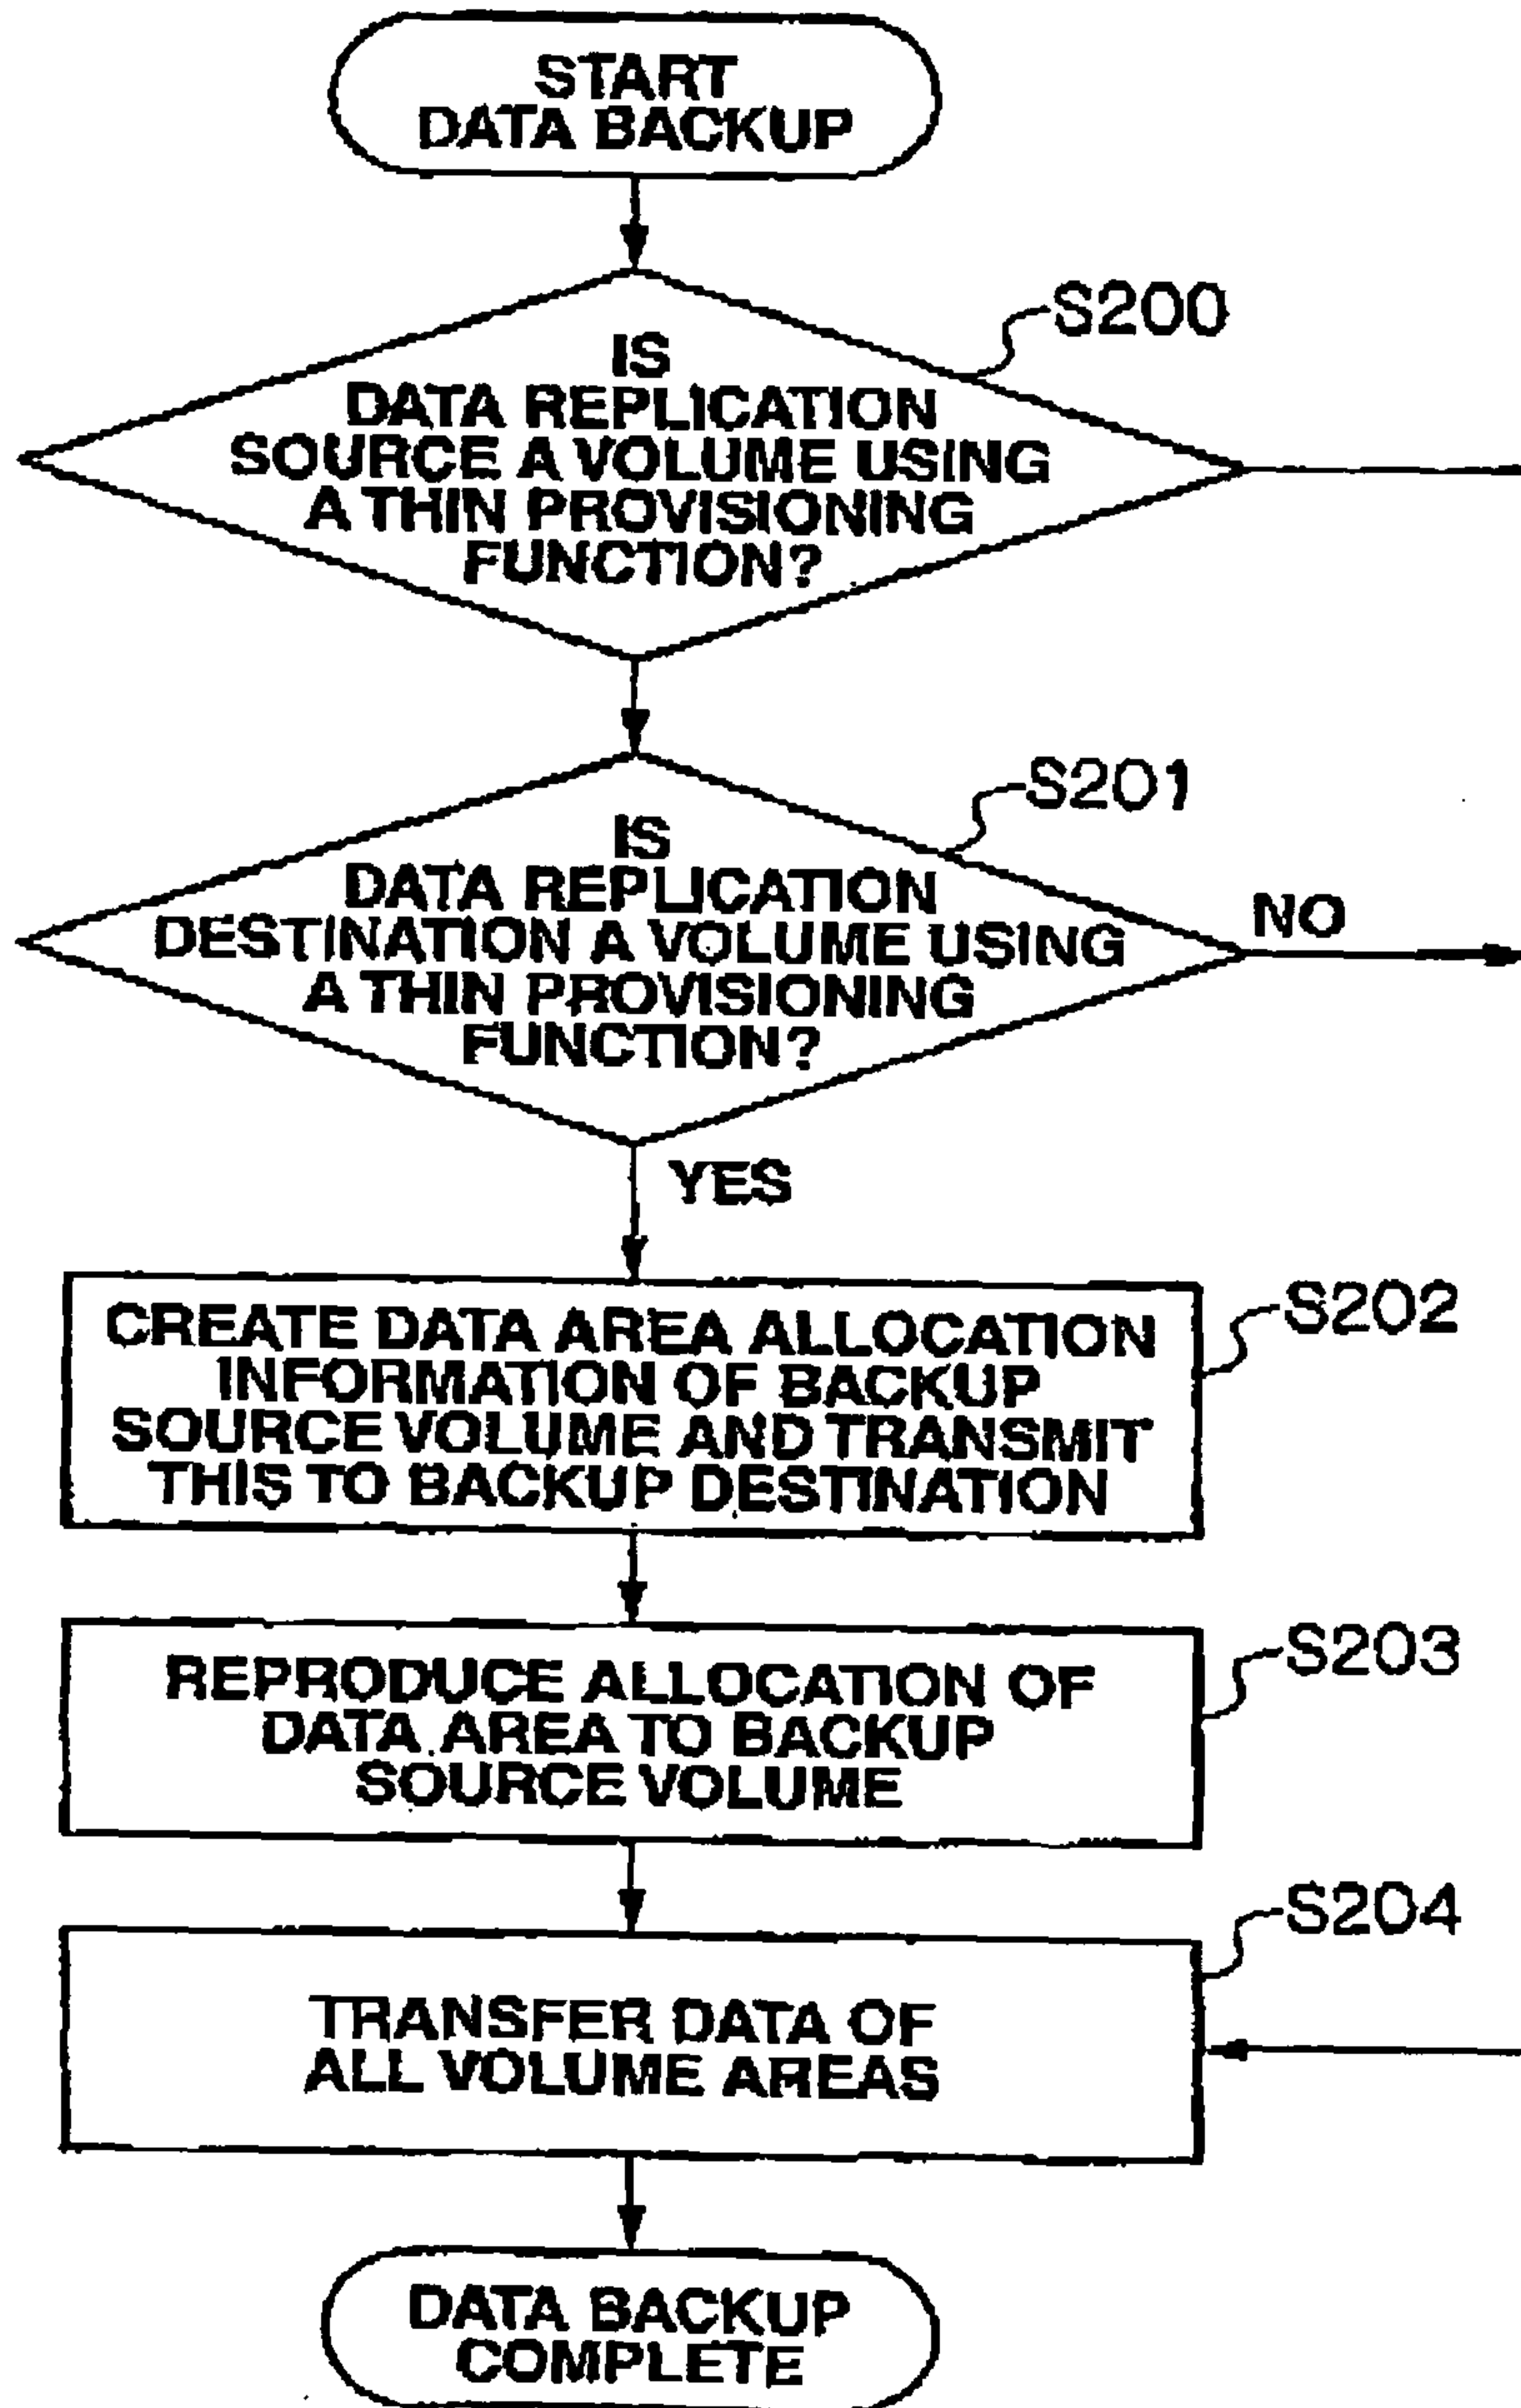 START
DATA BACKUP
S200
IS
DATA REPLICATION
SOURCE A VOLUME USING
A THIN PROVISIONING
FUNCTION?
S201
IS
DATA REPLICATION
DESTINATION A VOLUME USING
A THIN PROVISIONING
FUNCTION?
NO
YES
S202
CREATE DATA AREA ALLOCATION
INFORMATION OF BACKUP
SOURCE VOLUME AND TRANSMIT
THIS TO BACKUP DESTINATION
S203
REPRODUCE ALLOCATION OF
DATA AREA TO BACKUP
SOURCE VOLUME
S204
TRANSFER DATA OF
ALL VOLUME AREAS
DATA BACKUP
COMPLETE